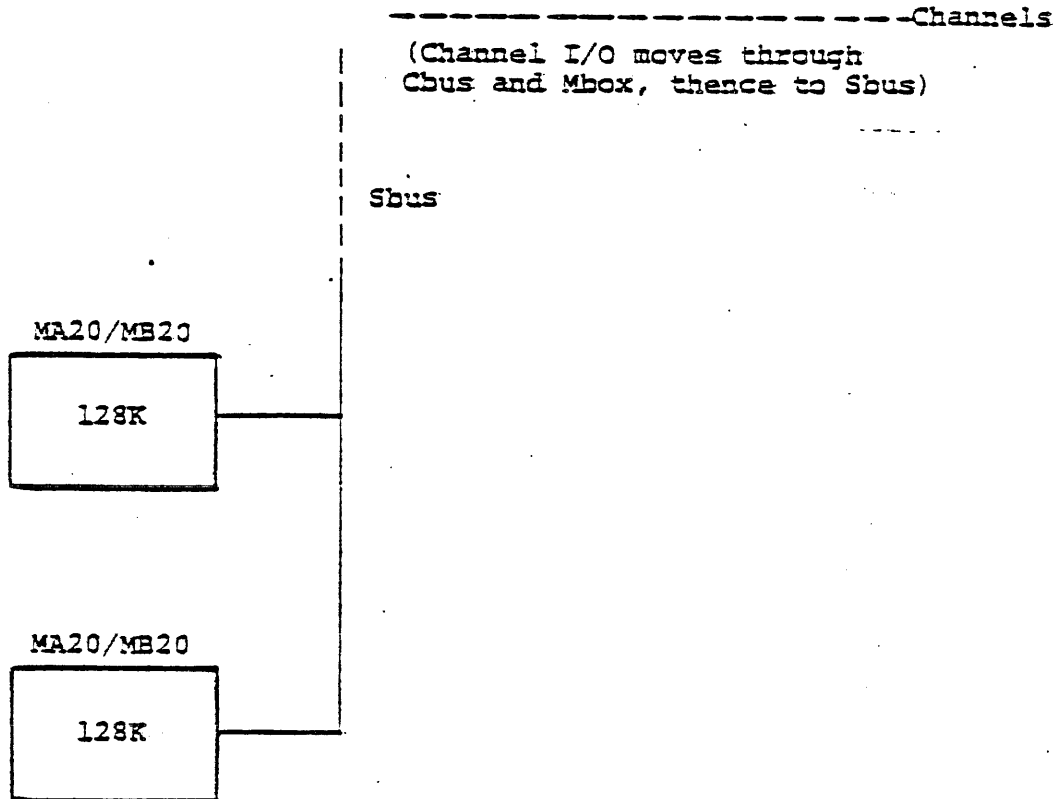 Channels
(Channel I/O moves through
Cbus and Mbox, thence to Sbus)
Sbus
MA20/MB20
128K
MA20/MB20
128K